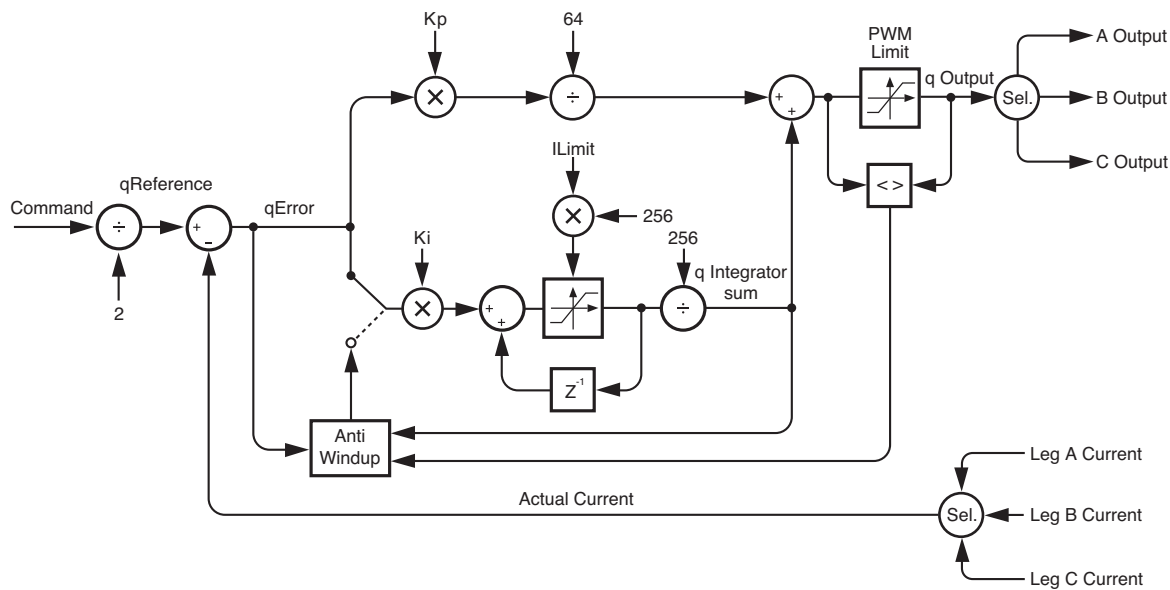 Kp
64
PWM
Limit
q Output
A Output
+
+
Sel.
B Output
C Output
ILimit
< >
qReference
Command
qError
256
+
-
Ki
256
q Integrator
sum
2
+
+
Z-1
Anti
Windup
Leg A Current
Actual Current
Sel.
Leg B Current
Leg C Current